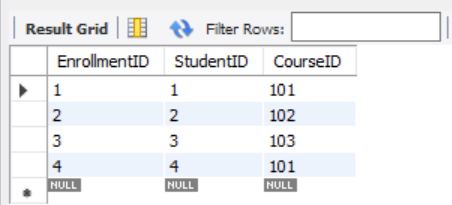 Result Grid Filter Rows:
EnrollmentID StudentID CourseID
1 1 101
2 2 102
3 3 103
4 4 101
NULL NULL NULL